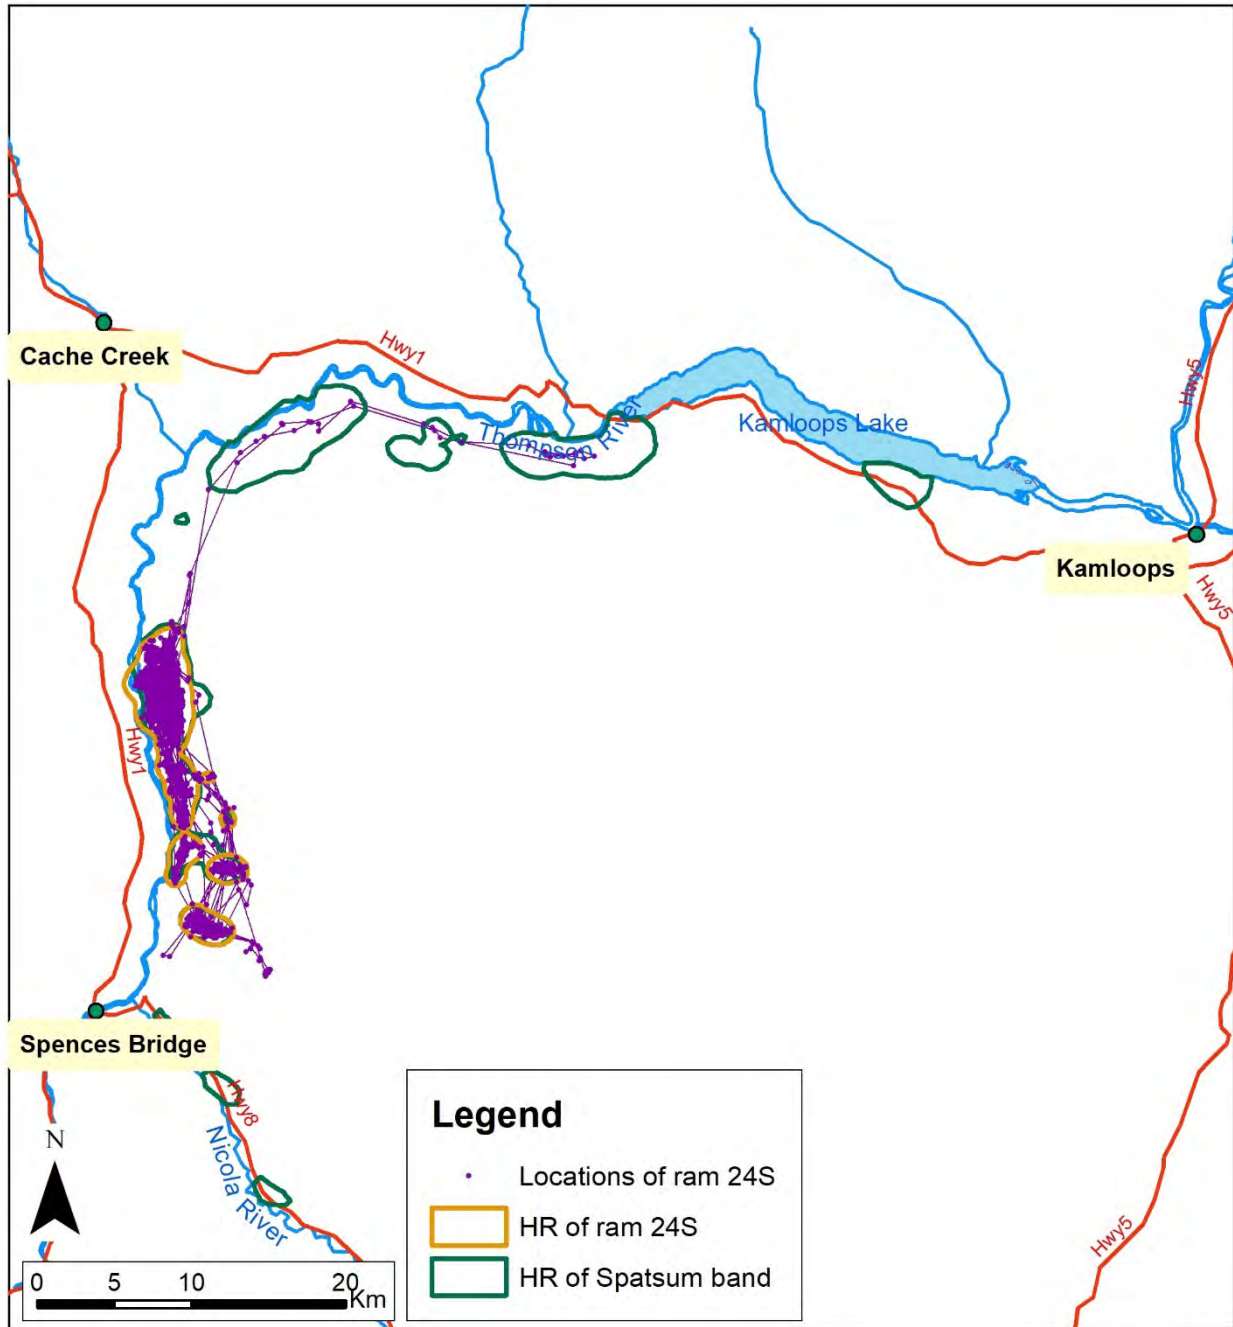 Hwy1
Cache Creek
Hwy5
Thompson River
Kamloops Lake
Kamloops
Hwy5
Hwy1
Spences Bridge
Hwy8
Nicola River
N
Legend
Locations of ram 24S
HR of ram 24S
HR of Spatsum band
Hwy5
0 5 10 20
Km